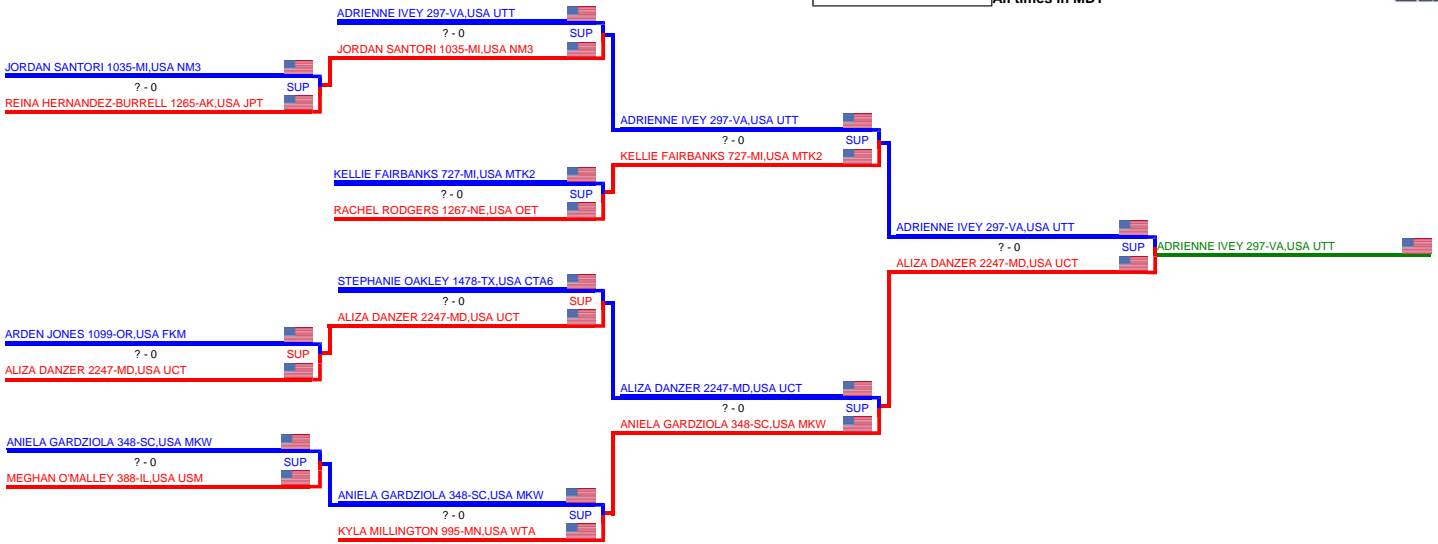 All times in MDT
ADRIENNE IVEY 297-VA,USA UTT
? - 0 SUP
JORDAN SANTORI 1035-MI,USA NM3
JORDAN SANTORI 1035-MI,USA NM3
? - 0 SUP
REINA HERNANDEZ-BURRELL 1265-AK,USA JPT
ADRIENNE IVEY 297-VA,USA UTT
? - 0 SUP
KELLIE FAIRBANKS 727-MI,USA MTK2
KELLIE FAIRBANKS 727-MI,USA MTK2
? - 0 SUP
RACHEL RODGERS 1267-NE,USA OET
ADRIENNE IVEY 297-VA,USA UTT
? - 0 SUP
ALIZA DANZER 2247-MD,USA UCT
ADRIENNE IVEY 297-VA,USA UTT
STEPHANIE OAKLEY 1478-TX,USA CTA6
? - 0 SUP
ALIZA DANZER 2247-MD,USA UCT
ARDEN JONES 1099-OR,USA FKM
? - 0 SUP
ALIZA DANZER 2247-MD,USA UCT
ALIZA DANZER 2247-MD,USA UCT
? - 0 SUP
ANIELA GARDZIOLA 348-SC,USA MKW
ANIELA GARDZIOLA 348-SC,USA MKW
? - 0 SUP
MEGHAN O'MALLEY 388-IL,USA USM
ANIELA GARDZIOLA 348-SC,USA MKW
? - 0 SUP
KYLA MILLINGTON 995-MN,USA WTA